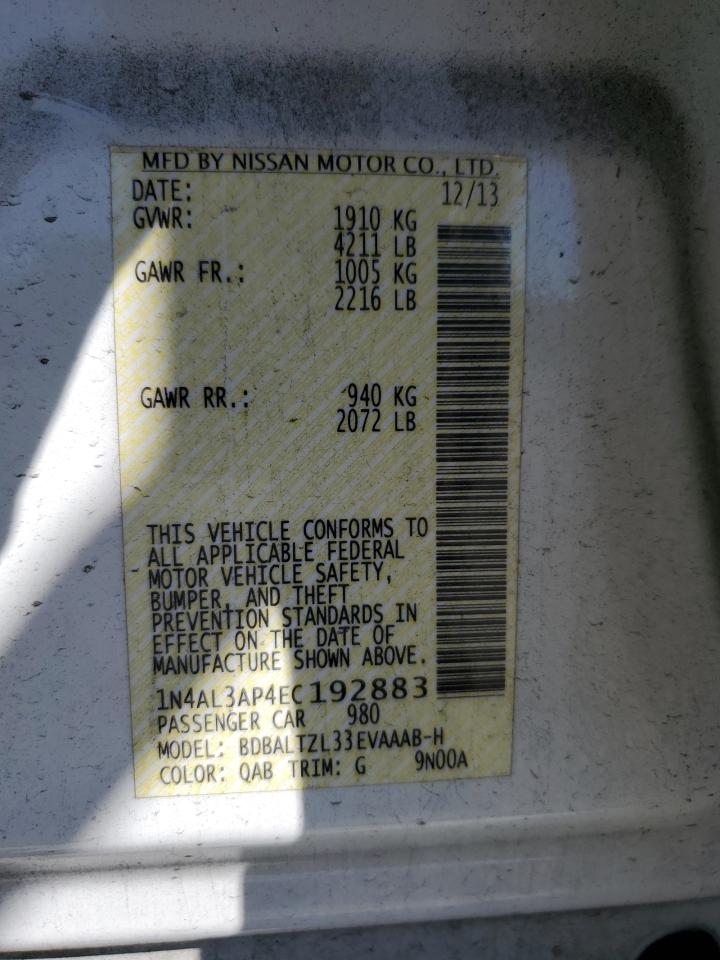 MFD BY NISSAN MOTOR CO., LTD.
DATE: 12/13
GVWR: 1910 KG
4211 LB
GAWR FR.: 1005 KG
2216 LB
GAWR RR.: 940 KG
2072 LB
THIS VEHICLE CONFORMS TO
ALL APPLICABLE FEDERAL
MOTOR VEHICLE SAFETY,
BUMPER, AND THEFT
PREVENTION STANDARDS IN
EFFECT ON THE DATE OF
MANUFACTURE SHOWN ABOVE.
1N4AL3AP4EC192883
PASSENGER CAR 980
MODEL: BDBALTZL33EVAAAB-H
COLOR: QAB TRIM: G 9N00A